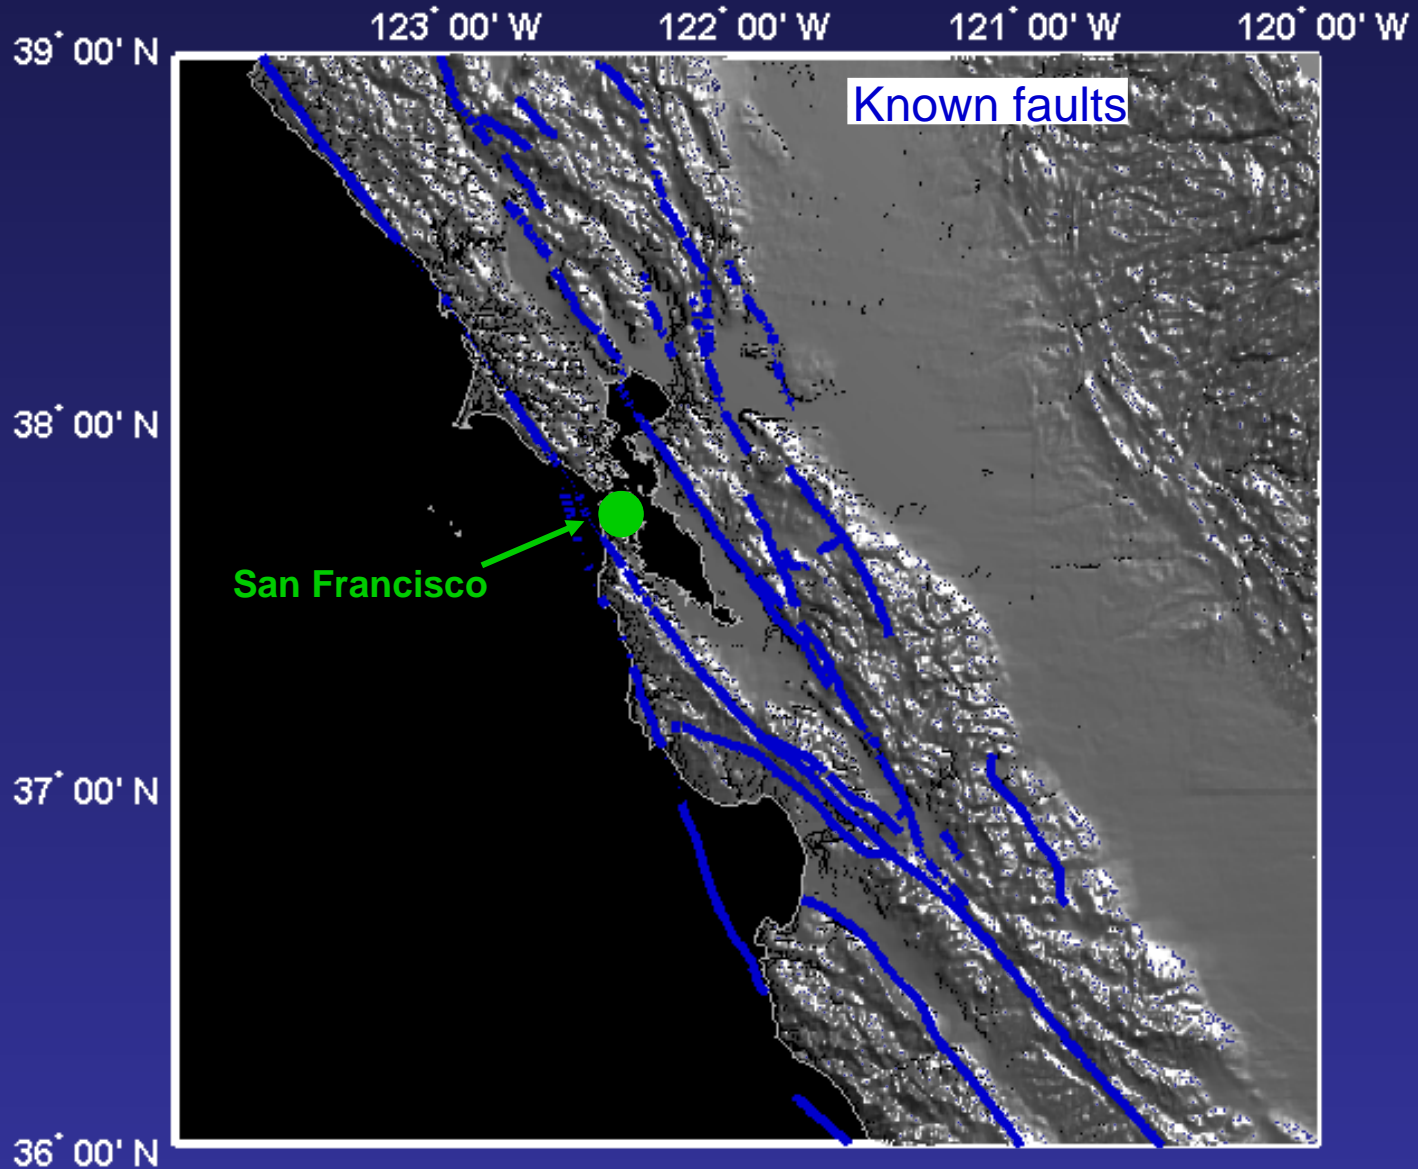 123° 00' W 122° 00' W 121° 00' W 120° 00' W
39° 00' N
Known faults
38° 00' N
San Francisco
37° 00' N
36° 00' N